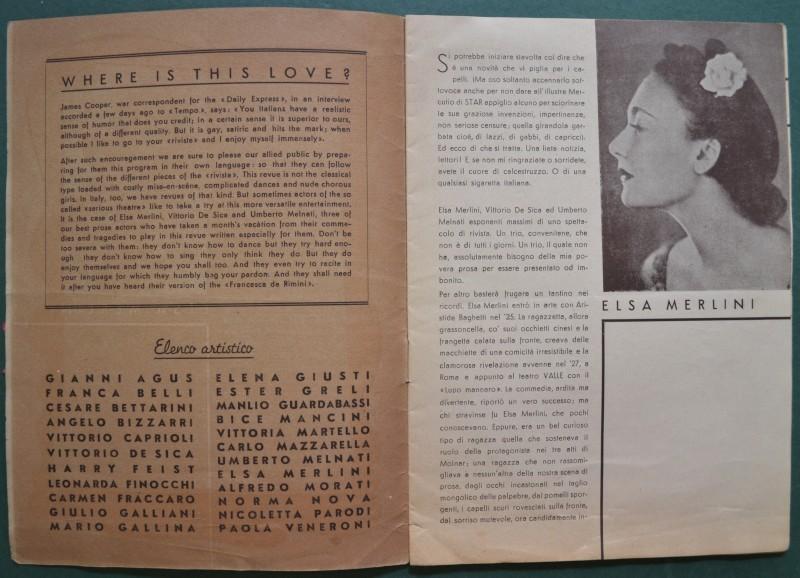 WHERE IS THIS LOVE?
James Cooper, war correspondent for the «Daily Express», in an interview
accorded a few days ago to «Tempo», says: «You Italians have a realistic
sense of humor that does you credit; in a certain sense it is superior to ours,
although of a different quality. But it is gay, satiric and hits the mark; when
possible I like to go to your «riviste» and I enjoy myself immensely».
After such encouragement we are sure to please our allied public by prepa-
ring for them this program in their own language: so that they can follow
the sense of the different pieces of the «rivista». This revue is not the classical
type loaded with costly mise-en-scène, complicated dances and nude chorous
girls. In Italy, too, we have revues of that kind. But sometimes actors of the so
called «serious theatre» like to take a try at this more versatile entertainment.
It is the case of Elsa Merlini, Vittorio De Sica and Umberto Melnati, three of
our best prose actors who have taken a month's vacation from their comme-
dies and tragedies to play in this revue written especially for them. Don't be
too severe with them: they don't know how to dance but they try hard eno-
ugh they don't know how to sing they only think they do. But they do
enjoy themselves and we hope you shall too. And they even try to recite in
your language for which they humbly bag your pardon. And they shall need
it after you have heard their version of the «Francesca da Rimini».
Elenco artistico
GIANNI AGUS
FRANCA BELLI
CESARE BETTARINI
ANGELO BIZZARRI
VITTORIO CAPRIOLI
VITTORIO DE SICA
HARRY FEIST
LEONARDA FINOCCHI
CARMEN FRACCARO
GIULIO GALLIANI
MARIO GALLINA
ELENA GIUSTI
ESTER GRELI
MANLIO GUARDABASSI
BICE MANCINI
VITTORIA MARTELLO
CARLO MAZZARELLA
UMBERTO MELNATI
ELSA MERLINI
ALFREDO MORATI
NORMA NOVA
NICOLETTA PARODI
PAOLA VENERONI
Si potrebbe iniziare stavolta col dire che
è una novità che vi piglia per i ca-
pelli. (Ma oso soltanto accennarlo sot-
tovoce anche per non dare all'illustre Mer-
curio di STAR appiglio alcuno per sciorinare
le sue graziose invenzioni, impertinenze,
non seriose censure; quella girandola gar-
bata cioè, di lazzi, di gabbi, di capricci).
Ed ecco di che si tratta. Una lieta notizia,
lettori! E se non mi ringraziate o sorridete,
avete il cuore di calcestruzzo. O di una
qualsiasi sigaretta italiana.
Elsa Merlini, Vittorio De Sica ed Umberto
Melnati esponenti massimi di uno spetta-
colo di rivista. Un trio, convenitene, che
non è di tutti i giorni. Un trio, il quale non
ha, assolutamente bisogno della mia po-
vera prosa per essere presentato od im-
bonito.
Per altro basterà frugare un tantino nei
ricordi. Elsa Merlini entrò in arte con Ari-
stide Baghetti nel '25. La ragazzetta, allora
grassoncella, co' suoi occhietti cinesi e la
frangetta calata sulla fronte, creava delle
macchiette di una comicità irresistibile e la
clamorosa rivelazione avvenne nel '27, a
Roma e appunto al teatro VALLE con il
«Lupo mannaro». La commedia, ardita ma
divertente, riportò un vero successo; ma
chi stravinse fu Elsa Merlini, che pochi
conoscevano. Eppure, era un bel curioso
tipo di ragazza quella che sosteneva il
ruolo della protagonista nei tre atti di
Molnar; una ragazza che non rassomi-
gliava a nessun'altra della nostra scena di
prosa, dagli occhi incastonati nel taglio
mongolico delle palpebre, dai pomelli spor-
genti, i capelli scuri rovesciati sulla fronte,
dal sorriso mutevole, ora candidamente in-
ELSA MERLINI